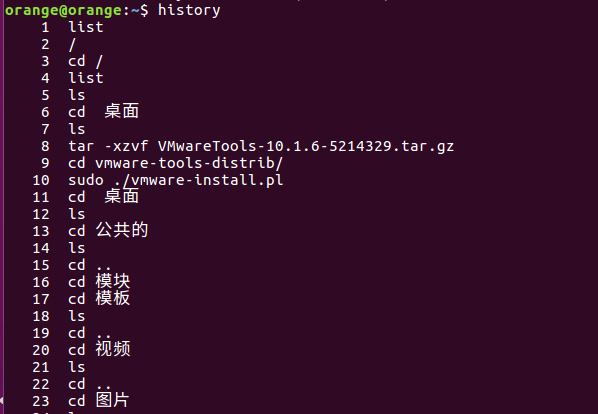 orange@orange:~$ history
1 list
2 /
3 cd /
4 list
5 ls
6 cd 桌面
7 ls
8 tar -xzvf VMwareTools-10.1.6-5214329.tar.gz
9 cd vmware-tools-distrib/
10 sudo ./vmware-install.pl
11 cd 桌面
12 ls
13 cd 公共的
14 ls
15 cd ..
16 cd 模块
17 cd 模板
18 ls
19 cd ..
20 cd 视频
21 ls
22 cd ..
23 cd 图片